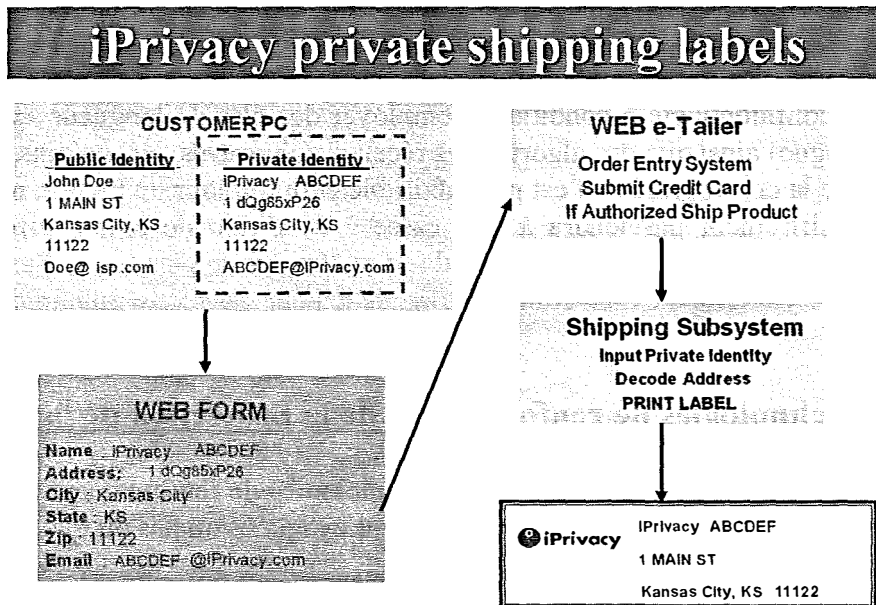 iPrivacy private shipping labels
CUSTOMER PC
Public Identity
John Doe
1 MAIN ST
Kansas City, KS
11122
Doe@ isp.com
Private Identity
iPrivacy ABCDEF
1 dQg85xP26
Kansas City, KS
11122
ABCDEF@iPrivacy.com
WEB FORM
Name : iPrivacy ABCDEF
Address: 1 dQg85xP26
City : Kansas City
State : KS
Zip : 11122
Email : ABCDEF @iPrivacy.com
WEB e-Tailer
Order Entry System
Submit Credit Card
If Authorized Ship Product
Shipping Subsystem
Input Private Identity
Decode Address
PRINT LABEL
iPrivacy
iPrivacy ABCDEF
1 MAIN ST
Kansas City, KS 11122